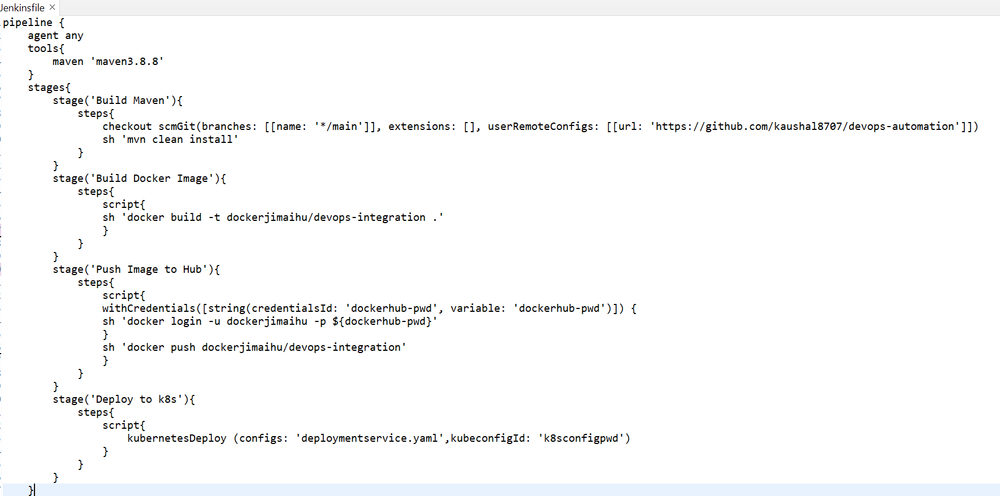 Jenkinsfile ×
pipeline {
    agent any
    tools{
        maven 'maven3.8.8'
    }
    stages{
        stage('Build Maven'){
            steps{
                checkout scmGit(branches: [[name: '*/main']], extensions: [], userRemoteConfigs: [[url: 'https://github.com/kaushal8707/devops-automation']])
                sh 'mvn clean install'
            }
        }
        stage('Build Docker Image'){
            steps{
                script{
                sh 'docker build -t dockerjimaihu/devops-integration .'
                }
            }
        }
        stage('Push Image to Hub'){
            steps{
                script{
                withCredentials([string(credentialsId: 'dockerhub-pwd', variable: 'dockerhub-pwd')]) {
                sh 'docker login -u dockerjimaihu -p ${dockerhub-pwd}'
                }
                sh 'docker push dockerjimaihu/devops-integration'
                }
            }
        }
        stage('Deploy to k8s'){
            steps{
                script{
                    kubernetesDeploy (configs: 'deploymentservice.yaml',kubeconfigId: 'k8sconfigpwd')
                }
            }
        }
    }